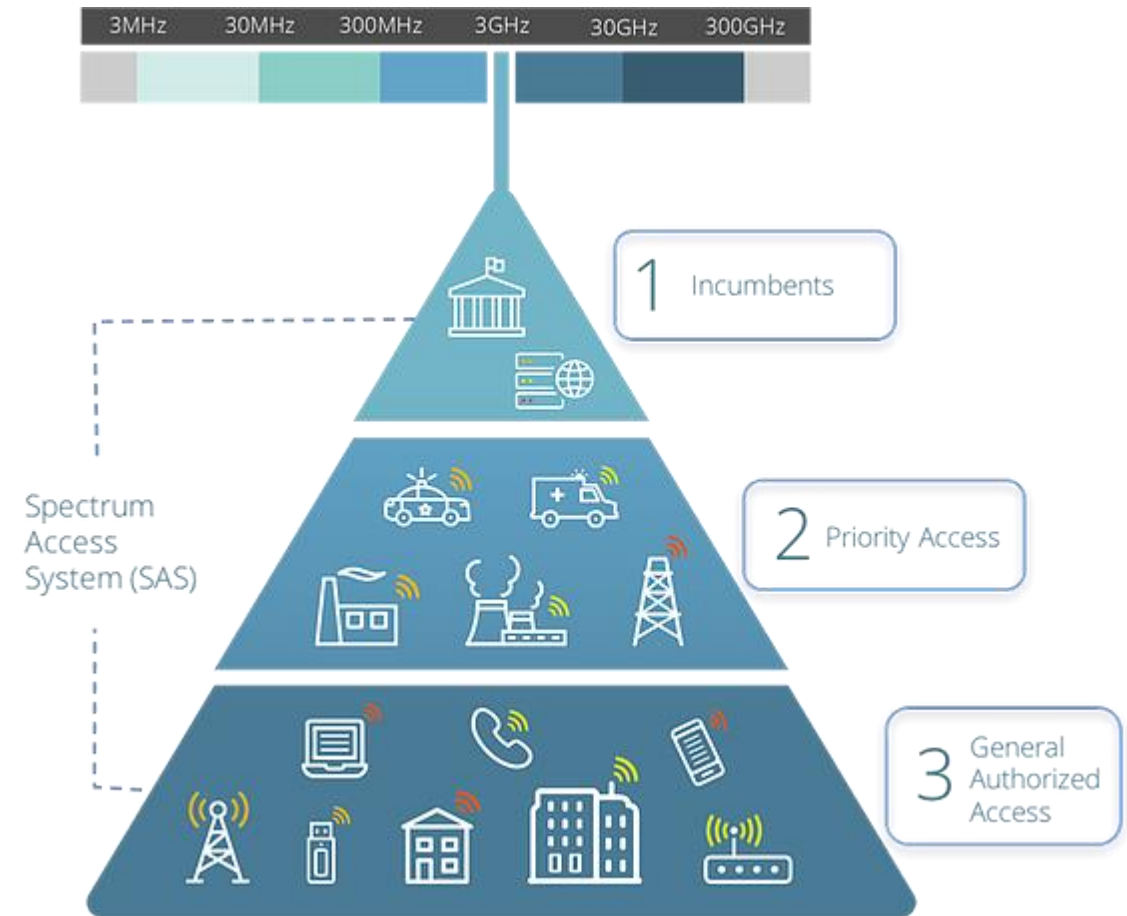 3MHz 30MHz 300MHz 3GHz 30GHz 300GHz
1 Incumbents
Spectrum
Access
System (SAS)
2 Priority Access
3 General
Authorized
Access